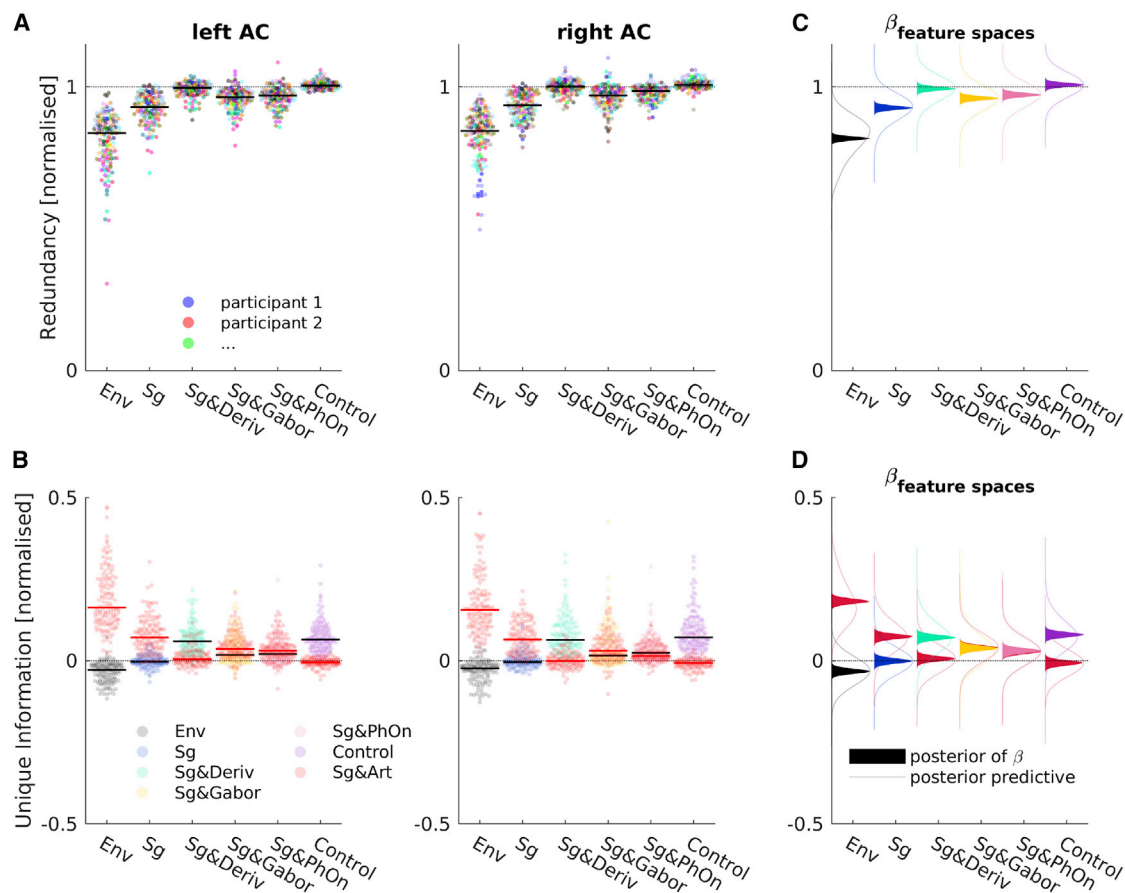 A
left AC
right AC
C
β feature spaces
Redundancy [normalised]
1
0
participant 1
participant 2
...
Env
Sg
Sg&Deriv
Sg&Gabor
Sg&PhOn
Control
1
0
Env
Sg
Sg&Deriv
Sg&Gabor
Sg&PhOn
Control
1
0
Env
Sg
Sg&Deriv
Sg&Gabor
Sg&PhOn
Control
B
D
β feature spaces
Unique Information [normalised]
0.5
0
-0.5
Env
Sg
Sg&Deriv
Sg&Gabor
Sg&PhOn
Control
Sg&Art
Env
Sg
Sg&Deriv
Sg&Gabor
Sg&PhOn
Control
0.5
0
-0.5
Env
Sg
Sg&Deriv
Sg&Gabor
Sg&PhOn
Control
0.5
0
-0.5
posterior of β
posterior predictive
Env
Sg
Sg&Deriv
Sg&Gabor
Sg&PhOn
Control